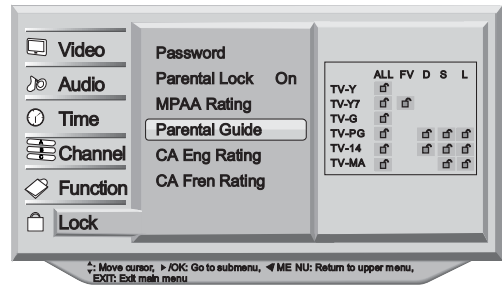 Video
Audio
Time
Channel
Function
Lock
Password
Parental Lock On
MPAA Rating
Parental Guide
CA Eng Rating
CA Fren Rating
ALL FV D S L
TV-Y
TV-Y7
TV-G
TV-PG
TV-14
TV-MA
: Move cursor, /OK: Go to submenu, ME NU: Return to upper menu,
EXIT: Exit main menu